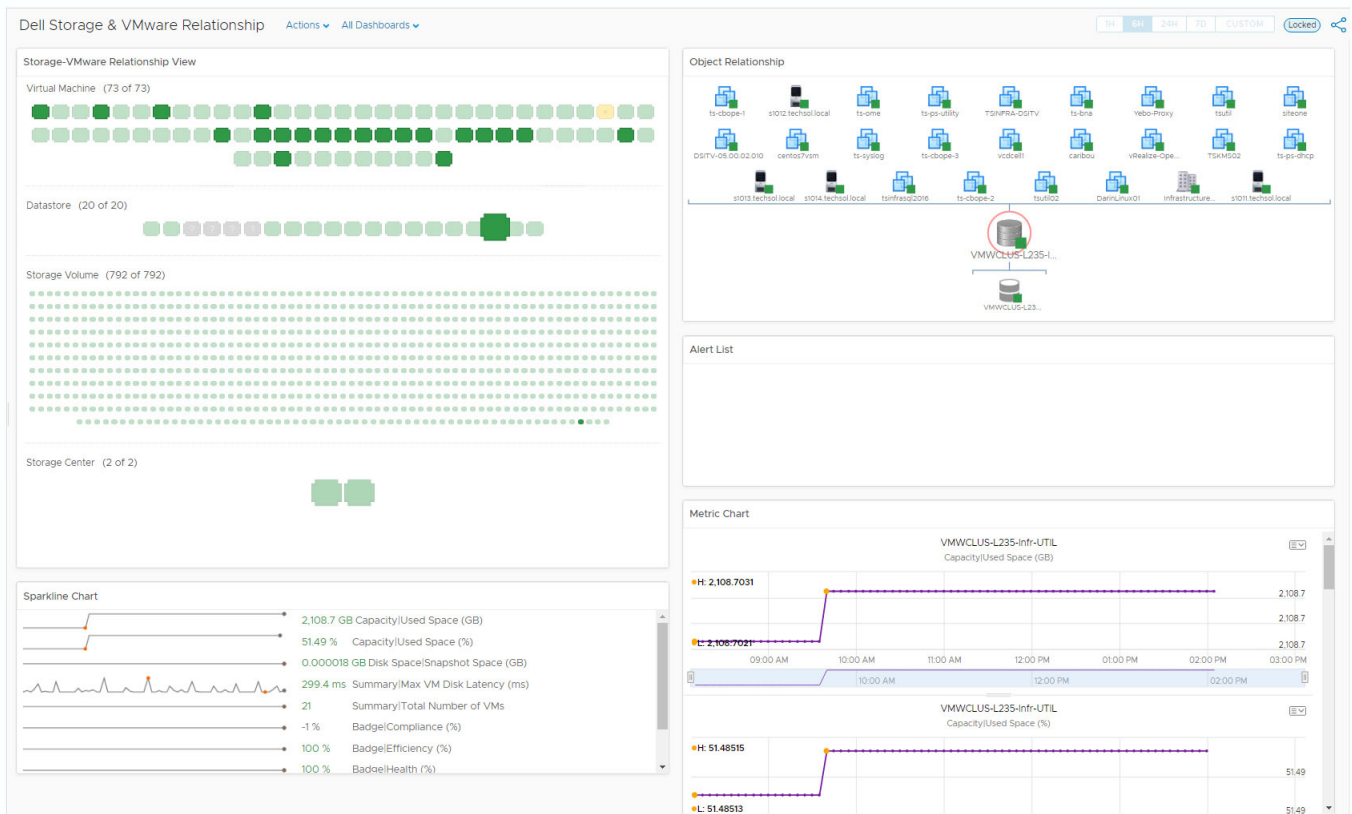 Dell Storage & VMware Relationship Actions All Dashboards 1H 6H 24H 7D CUSTOM Locked
Storage-VMware Relationship View
Virtual Machine (73 of 73)
Datastore (20 of 20)
Storage Volume (792 of 792)
Storage Center (2 of 2)
Sparkline Chart
2,108.7 GB Capacity|Used Space (GB)
51.49 % Capacity|Used Space (%)
0.000018 GB Disk Space|Snapshot Space (GB)
299.4 ms Summary|Max VM Disk Latency (ms)
21 Summary|Total Number of VMs
-1 % Badge|Compliance (%)
100 % Badge|Efficiency (%)
100 % Badge|Health (%)
Object Relationship
ts-cbope-1 s1012.techsol.local ts-ome ts-ps-utility TSINFRA-DSITV ts-bna Yebo-Proxy tsutil siteone
DSITV-05.00.02.010 centos7vsm ts-syslog ts-cbope-3 vcdcell1 caribou vRealize-Ope... TSKMS02 ts-ps-dhcp
s1013.techsol.local s1014.techsol.local tsinfrasql2016 ts-cbope-2 tsutil02 DarinLinux01 Infrastructure... s1011.techsol.local
VMWCLUS-L235-I...
VMWCLUS-L23...
Alert List
Metric Chart
VMWCLUS-L235-Infr-UTIL
Capacity|Used Space (GB)
H: 2,108.7031
2,108.7
2,108.7
L: 2,108.7021 2,108.7
09:00 AM 10:00 AM 11:00 AM 12:00 PM 01:00 PM 02:00 PM 03:00 PM
10:00 AM 12:00 PM 02:00 PM
VMWCLUS-L235-Infr-UTIL
Capacity|Used Space (%)
H: 51.48515
51.49
L: 51.48513 51.49